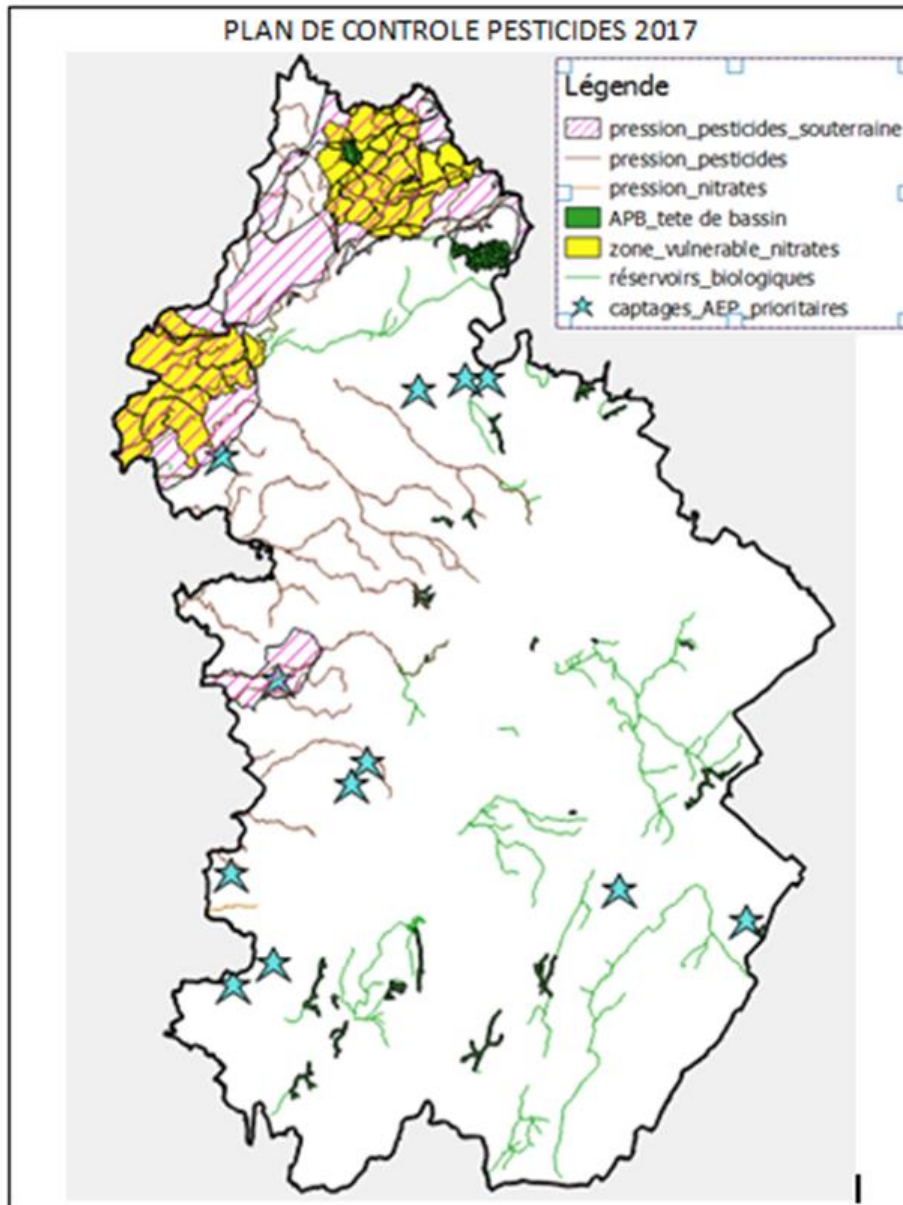 PLAN DE CONTROLE PESTICIDES 2017
Légende
pression_pesticides_souterraine
pression_pesticides
pression_nitrates
APB_tete de bassin
zone_vulnerable_nitrates
réservoirs_biologiques
captages_AEP_prioritaires